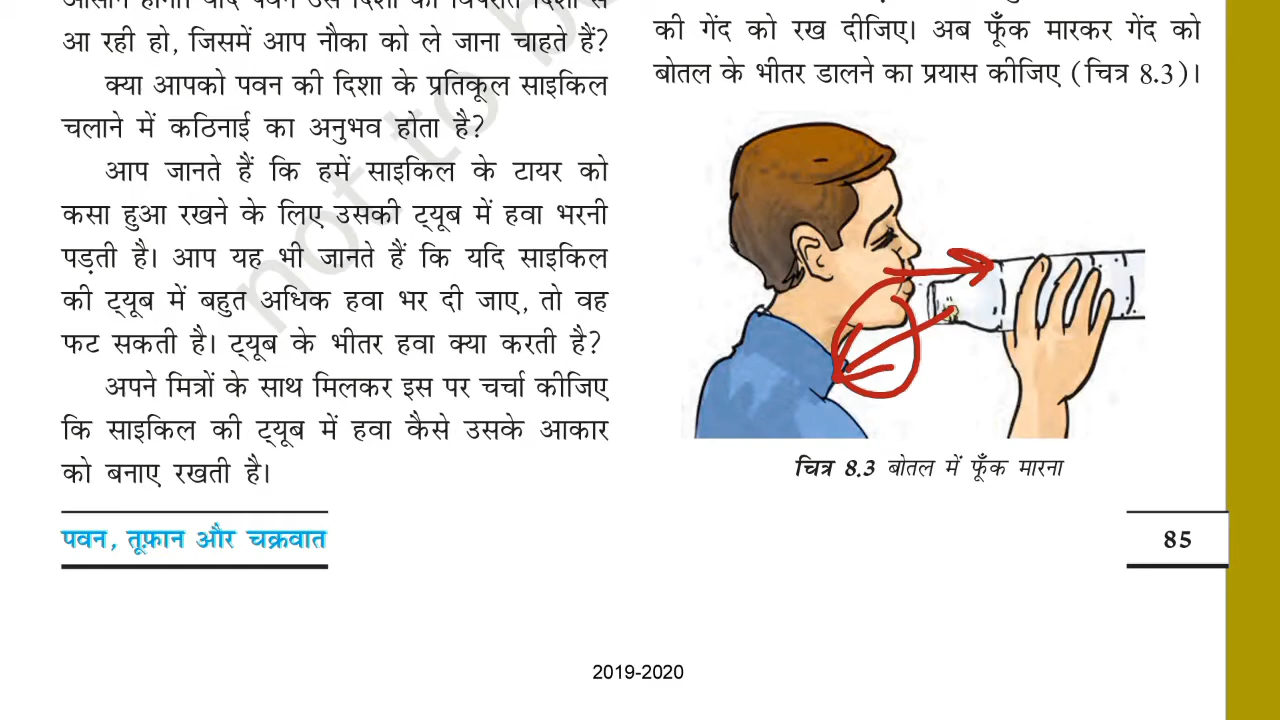 आ रही हो, जिसमें आप नौका को ले जाना चाहते हैं?
क्या आपको पवन की दिशा के प्रतिकूल साइकिल
चलाने में कठिनाई का अनुभव होता है?
आप जानते हैं कि हमें साइकिल के टायर को
कसा हुआ रखने के लिए उसकी ट्यूब में हवा भरनी
पड़ती है। आप यह भी जानते हैं कि यदि साइकिल
की ट्यूब में बहुत अधिक हवा भर दी जाए, तो वह
फट सकती है। ट्यूब के भीतर हवा क्या करती है?
अपने मित्रों के साथ मिलकर इस पर चर्चा कीजिए
कि साइकिल की ट्यूब में हवा कैसे उसके आकार
को बनाए रखती है।
की गेंद को रख दीजिए। अब फूँक मारकर गेंद को
बोतल के भीतर डालने का प्रयास कीजिए (चित्र 8.3)।
चित्र 8.3 बोतल में फूँक मारना
पवन, तूफ़ान और चक्रवात
85
2019-2020
not to b